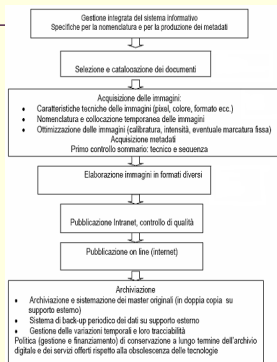 Gestione integrata del sistema informativo
Specifiche per la nomenclatura e per la produzione dei metadati
Selezione e catalogazione dei documenti
Acquisizione delle immagini:
• Caratteristiche tecniche delle immagini (pixel, colore, formato ecc.)
• Nomenclatura e collocazione temporanea delle immagini
• Ottimizzazione delle immagini (calibratura, intensità, eventuale marcatura fissa)
Acquisizione metadati
Primo controllo sommario: tecnico e sequenza
Elaborazione immagini in formati diversi
Pubblicazione Intranet, controllo di qualità
Pubblicazione on line (internet)
Archiviazione
• Archiviazione e sistemazione dei master originali (in doppia copia su
supporto esterno)
• Sistema di back-up periodico dei dati su supporto esterno
• Gestione delle variazioni temporali e loro tracciabilità
Politica (gestione e finanziamento) di conservazione a lungo termine dell'archivio
digitale e dei servizi offerti rispetto alla obsolescenza delle tecnologie